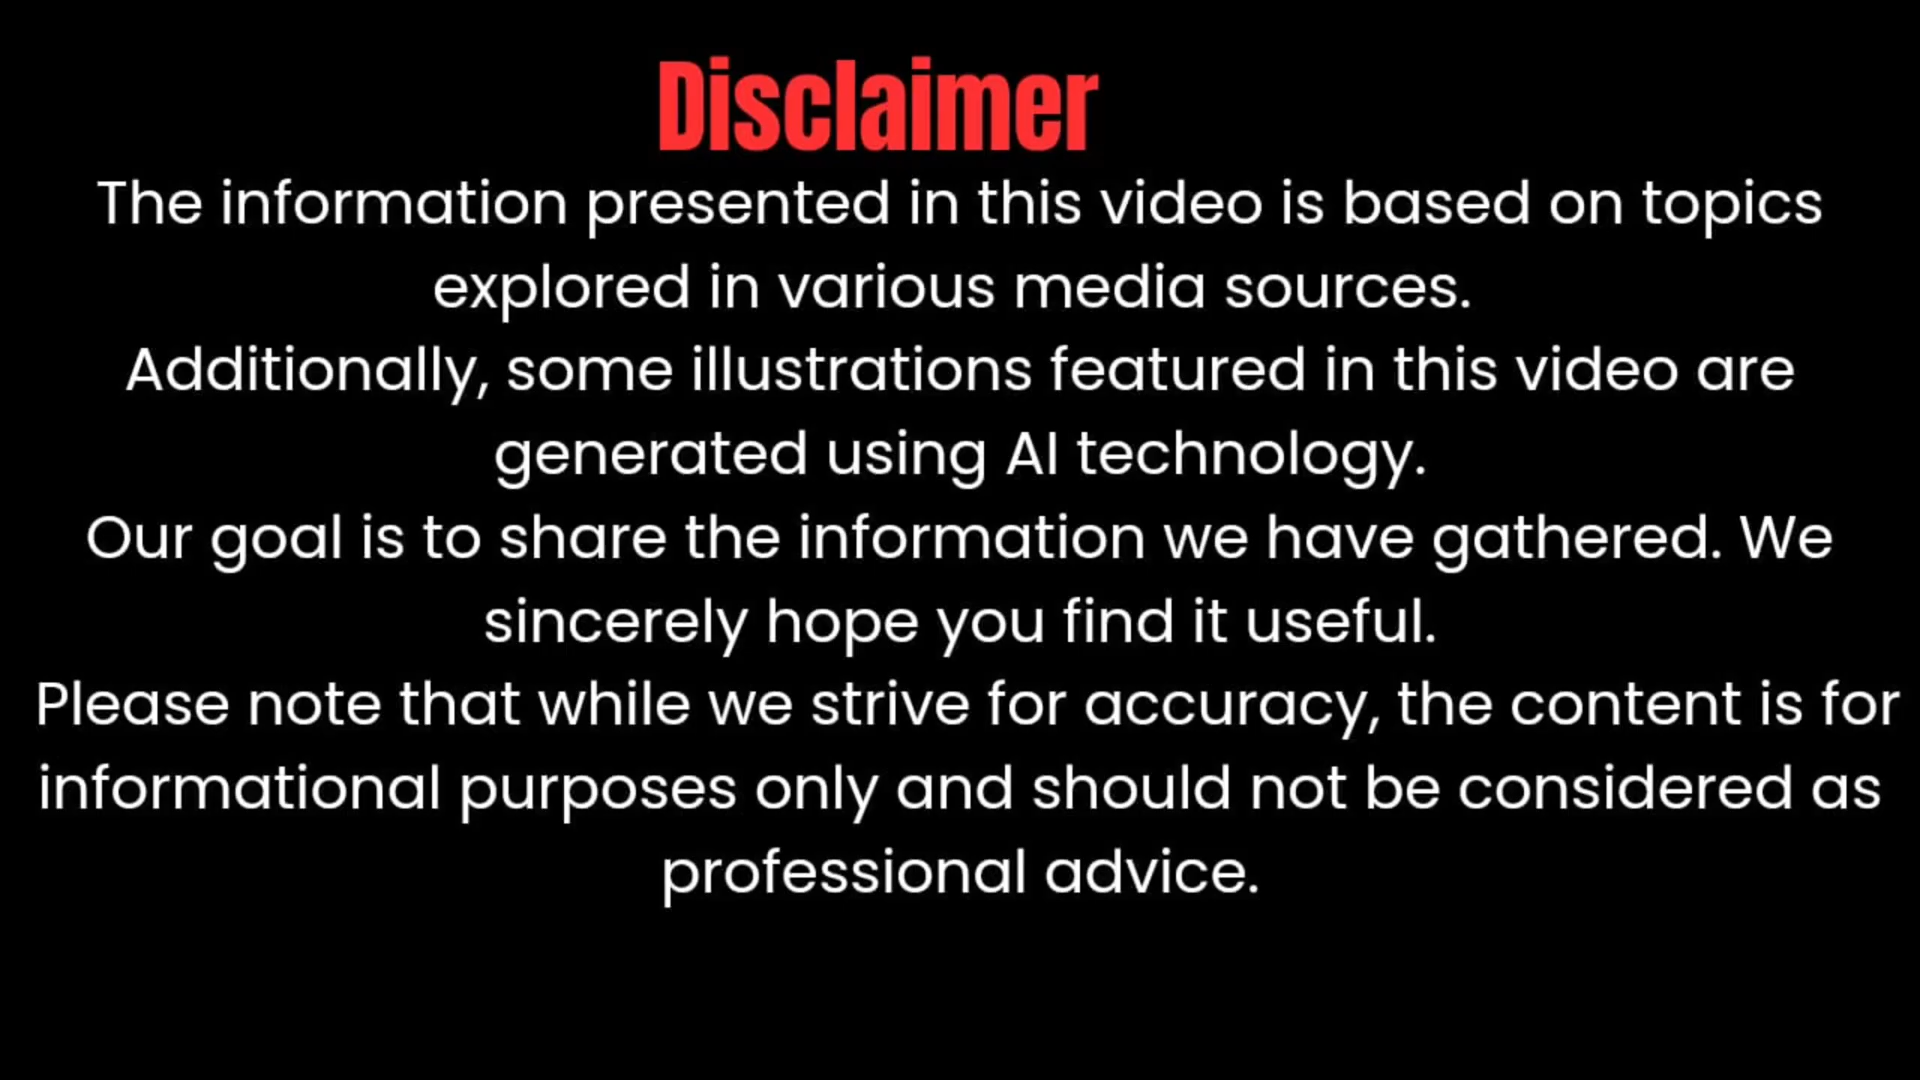 Disclaimer
The information presented in this video is based on topics
explored in various media sources.
Additionally, some illustrations featured in this video are
generated using AI technology.
Our goal is to share the information we have gathered. We
sincerely hope you find it useful.
Please note that while we strive for accuracy, the content is for
informational purposes only and should not be considered as
professional advice.